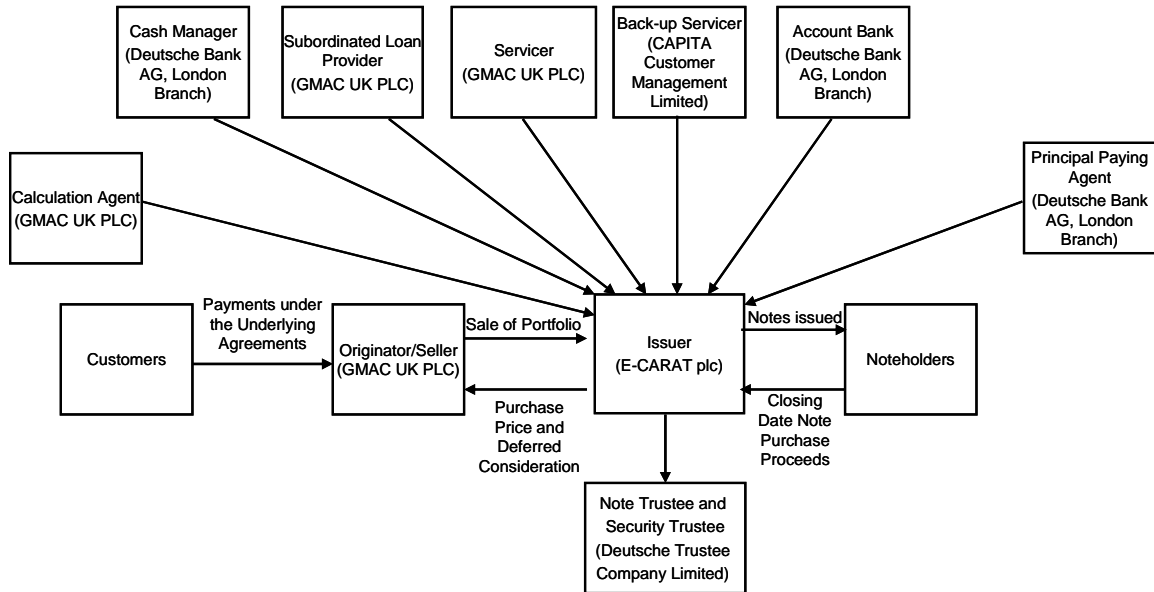 Cash Manager
(Deutsche Bank
AG, London
Branch)
Subordinated Loan
Provider
(GMAC UK PLC)
Servicer
(GMAC UK PLC)
Back-up Servicer
(CAPITA
Customer
Management
Limited)
Account Bank
(Deutsche Bank
AG, London
Branch)
Calculation Agent
(GMAC UK PLC)
Principal Paying
Agent
(Deutsche Bank
AG, London
Branch)
Customers
Payments under
the Underlying
Agreements
Originator/Seller
(GMAC UK PLC)
Sale of Portfolio
Purchase
Price and
Deferred
Consideration
Issuer
(E-CARAT plc)
Notes issued
Closing
Date Note
Purchase
Proceeds
Noteholders
Note Trustee and
Security Trustee
(Deutsche Trustee
Company Limited)